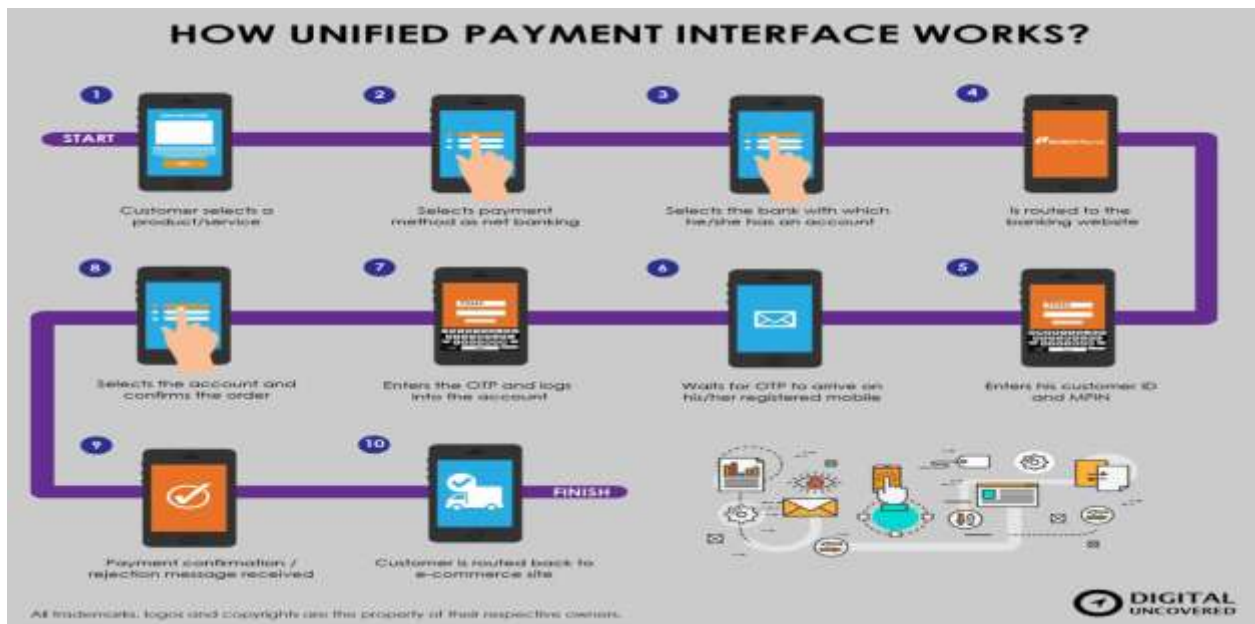 HOW UNIFIED PAYMENT INTERFACE WORKS?
1
2
3
4
START
Customer selects a
product/service
Selects payment
method as net banking
Selects the bank with which
he/she has an account
Is routed to the
banking website
8
7
6
5
Selects the account and
confirms the order
Enters the OTP and logs
into the account
Waits for OTP to arrive on
his/her registered mobile
Enters his customer ID
and MPIN
9
10
FINISH
Payment confirmation /
rejection message received
Customer is routed back to
e-commerce site
All trademarks, logos and copyrights are the property of their respective owners.
DIGITAL
UNCOVERED